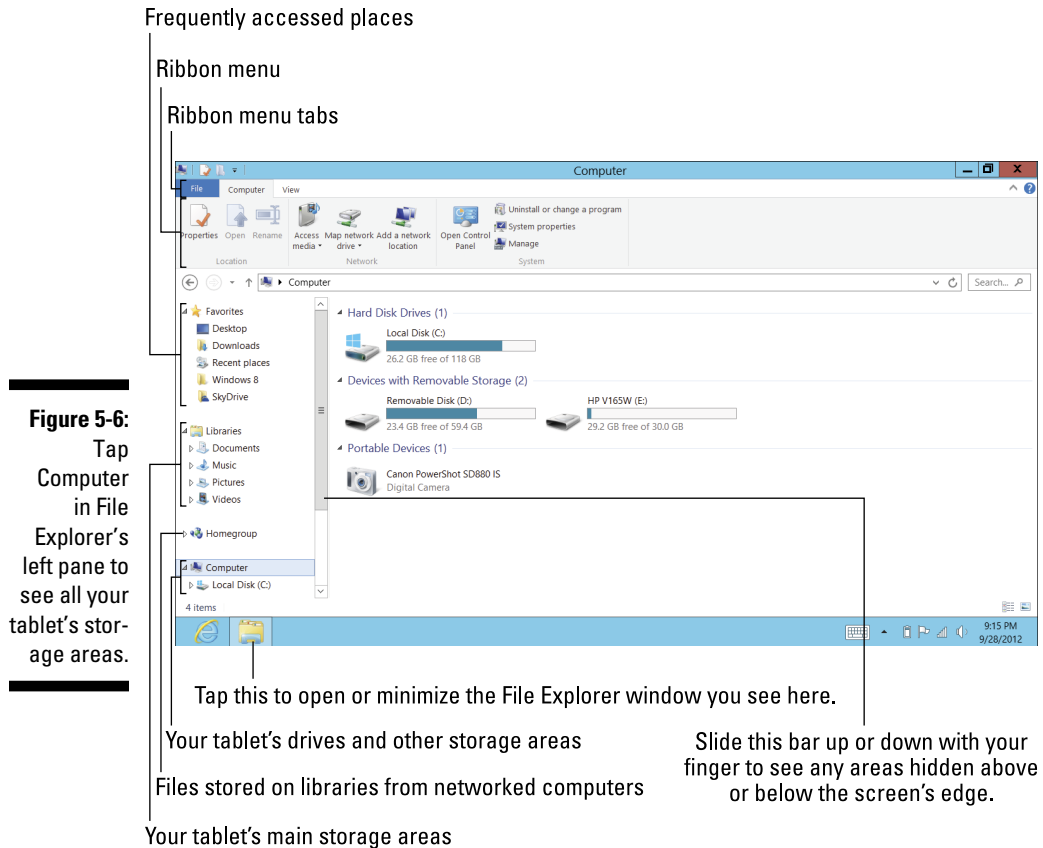 Frequently accessed places
Ribbon menu
Ribbon menu tabs
Computer
File Computer View
Properties Open Rename
Location
Access media Map network drive Add a network location
Network
Open Control Panel
Uninstall or change a program
System properties
Manage
System
Computer
Search...
Favorites
Desktop
Downloads
Recent places
Windows 8
SkyDrive
Libraries
Documents
Music
Pictures
Videos
Homegroup
Computer
Local Disk (C:)
Hard Disk Drives (1)
Local Disk (C:)
26.2 GB free of 118 GB
Devices with Removable Storage (2)
Removable Disk (D:)
23.4 GB free of 59.4 GB
HP V165W (E:)
29.2 GB free of 30.0 GB
Portable Devices (1)
Canon PowerShot SD880 IS
Digital Camera
4 items
9:15 PM
9/28/2012
Figure 5-6:
Tap
Computer
in File
Explorer's
left pane to
see all your
tablet's stor-
age areas.
Tap this to open or minimize the File Explorer window you see here.
Your tablet's drives and other storage areas
Files stored on libraries from networked computers
Your tablet's main storage areas
Slide this bar up or down with your
finger to see any areas hidden above
or below the screen's edge.